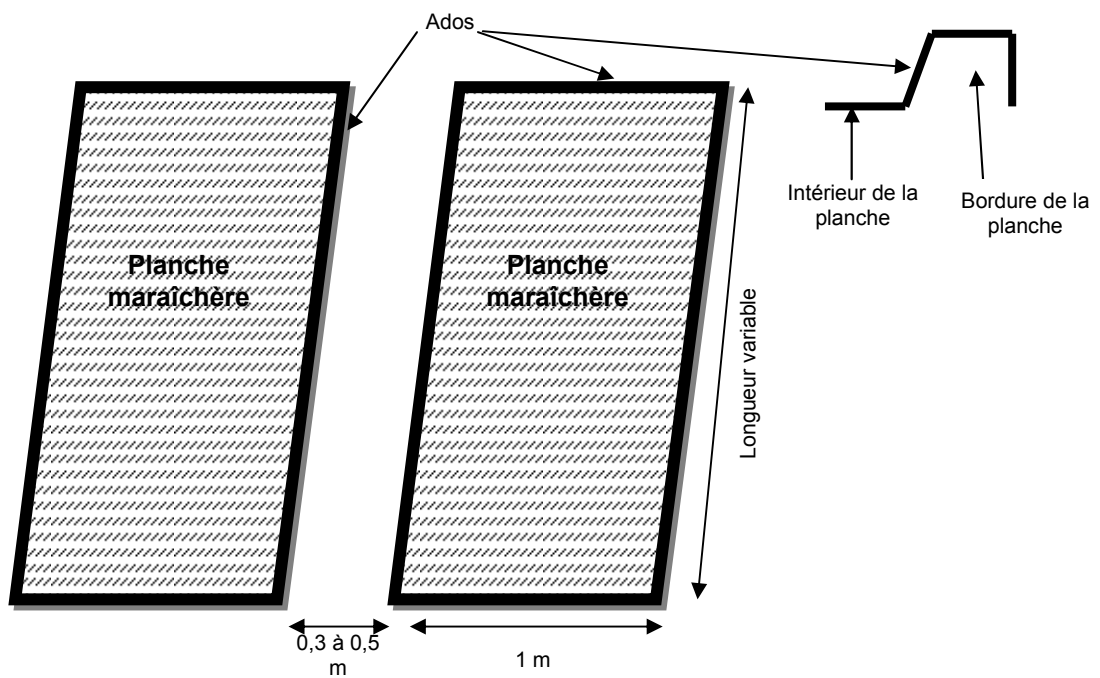 Ados
Intérieur de la
planche
Bordure de la
planche
Planche
maraîchère
Planche
maraîchère
Longueur variable
0,3 à 0,5
m
1 m